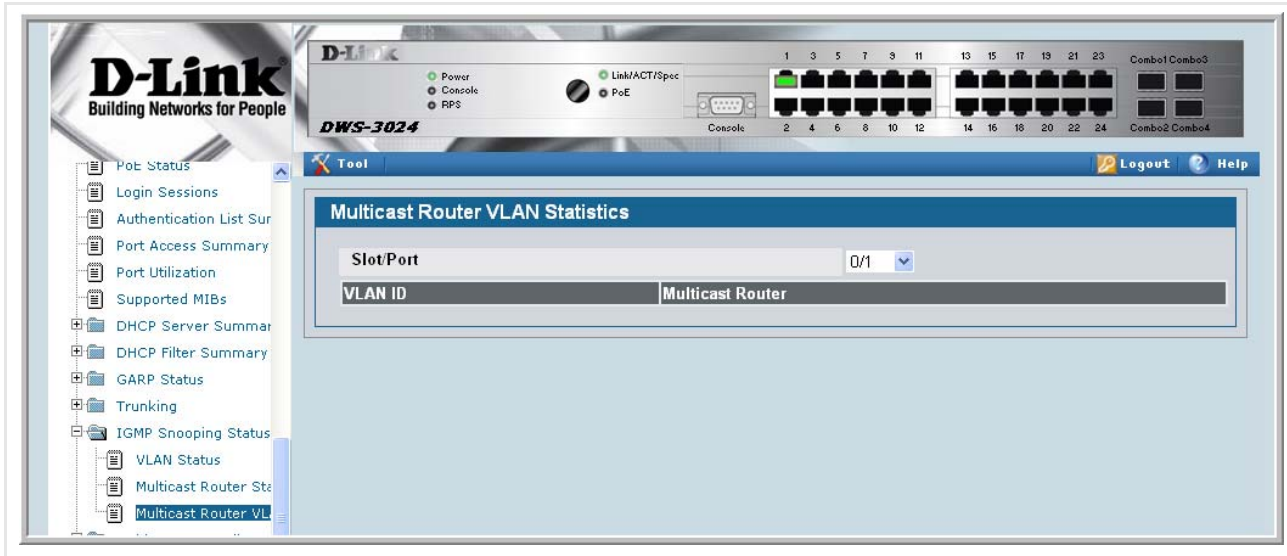 D-Link
Building Networks for People
D-Link
Power
Console
RPS
Link/ACT/Spec
PoE
DWS-3024
Console
1 3 5 7 9 11 13 15 17 19 21 23
Combo1 Combo3
2 4 6 8 10 12 14 16 18 20 22 24
Combo2 Combo4
Tool
Logout
Help
PoE Status
Login Sessions
Authentication List Sur
Port Access Summary
Port Utilization
Supported MIBs
DHCP Server Summar
DHCP Filter Summary
GARP Status
Trunking
IGMP Snooping Status
VLAN Status
Multicast Router Sta
Multicast Router VL
Multicast Router VLAN Statistics
Slot/Port
0/1
VLAN ID
Multicast Router